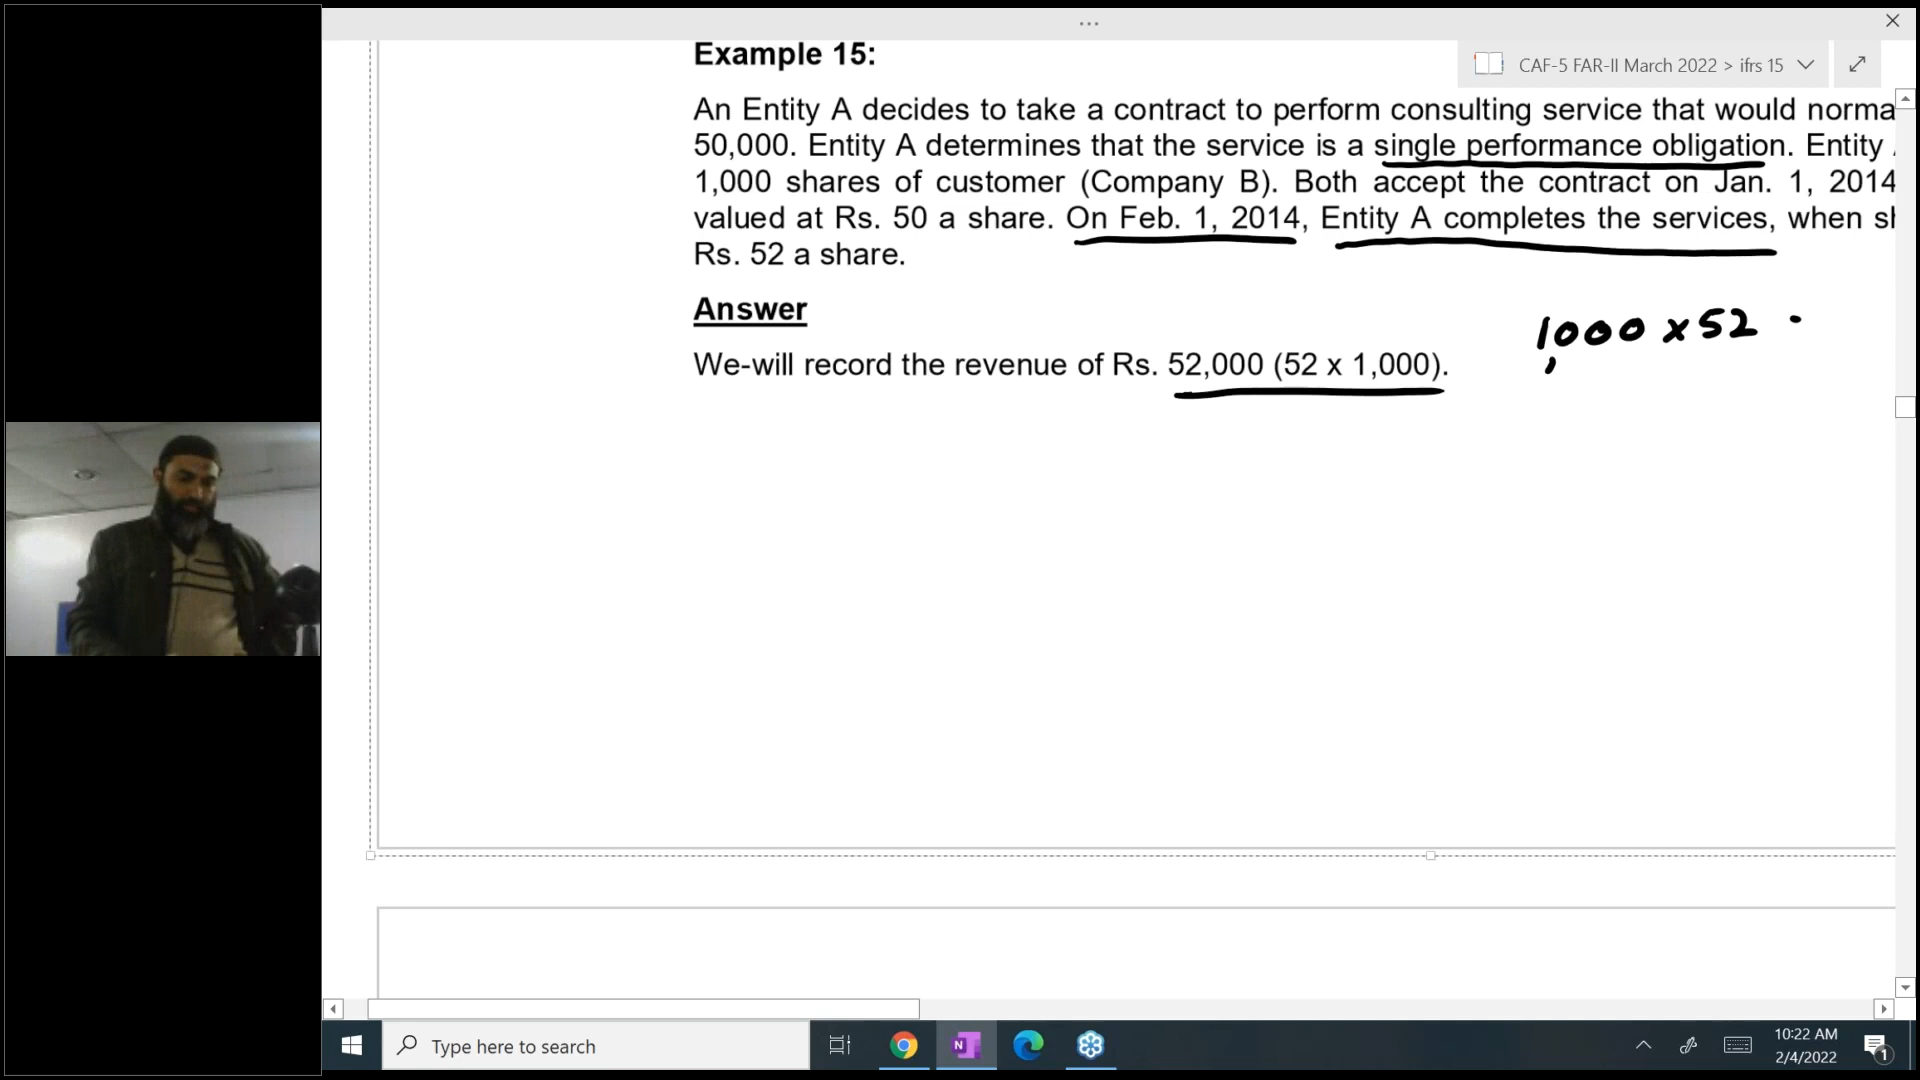 Example 15:
CAF-5 FAR-II March 2022 > ifrs 15
An Entity A decides to take a contract to perform consulting service that would norma
50,000. Entity A determines that the service is a single performance obligation. Entity
1,000 shares of customer (Company B). Both accept the contract on Jan. 1, 2014
valued at Rs. 50 a share. On Feb. 1, 2014, Entity A completes the services, when sh
Rs. 52 a share.
Answer
1,000 x 52
We-will record the revenue of Rs. 52,000 (52 x 1,000).
Type here to search
N
10:22 AM
2/4/2022
1